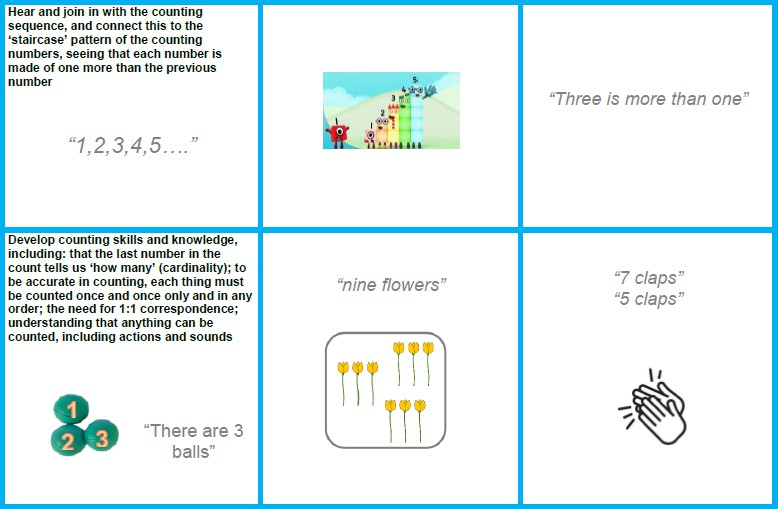 Hear and join in with the counting
sequence, and connect this to the
‘staircase’ pattern of the counting
numbers, seeing that each number is
made of one more than the previous
number
“1,2,3,4,5….”
1
2
3
4
5
“Three is more than one”
Develop counting skills and knowledge,
including: that the last number in the
count tells us ‘how many’ (cardinality); to
be accurate in counting, each thing must
be counted once and once only and in any
order; the need for 1:1 correspondence;
understanding that anything can be
counted, including actions and sounds
1
2 3
“There are 3
balls”
“nine flowers”
“7 claps”
“5 claps”